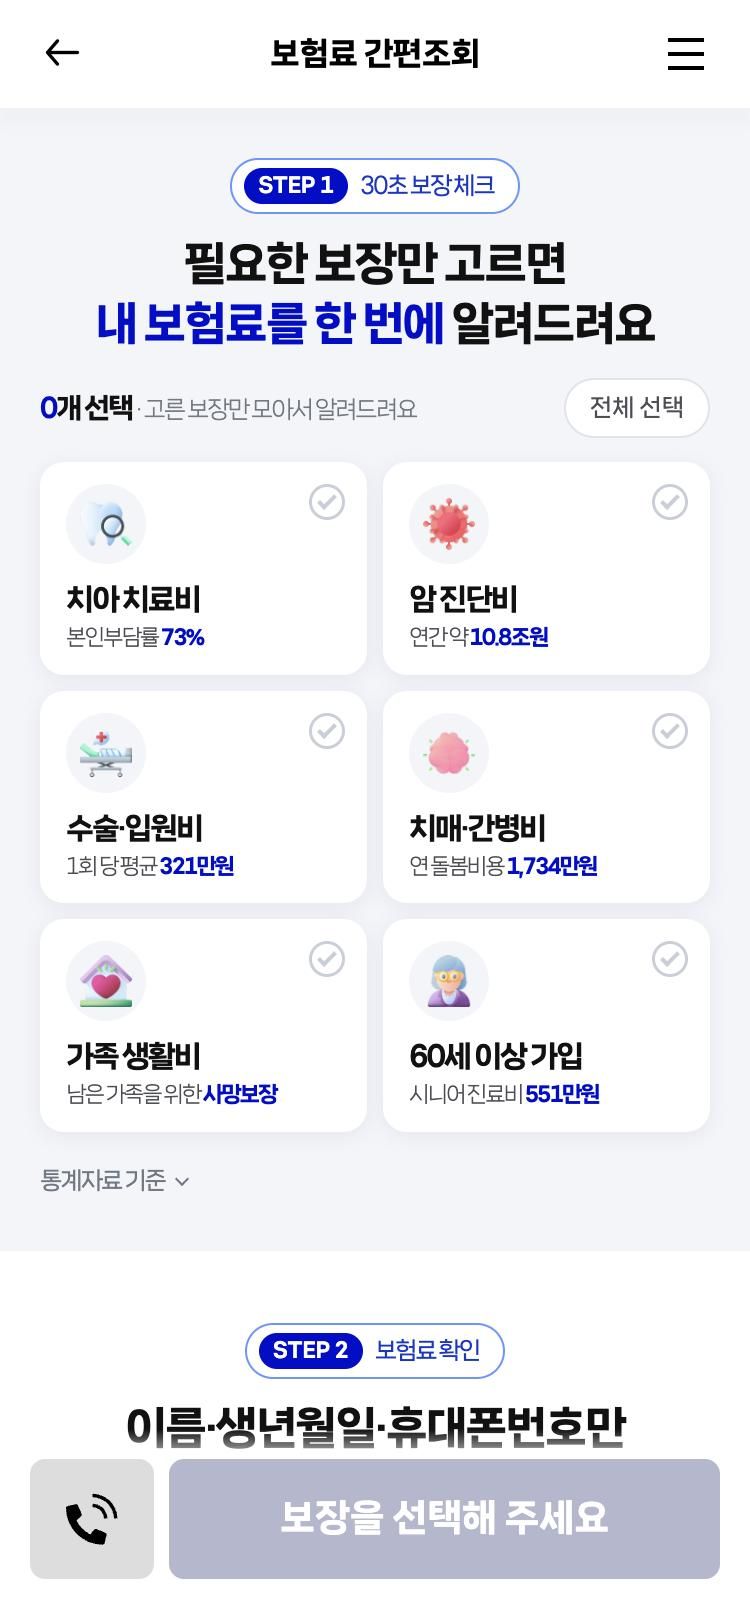 보험료 간편조회
STEP 1 30초 보장체크
필요한 보장만 고르면
내 보험료를 한 번에 알려드려요
0개 선택 · 고른 보장만 모아서 알려드려요
전체 선택
치아 치료비
본인부담률 73%
암 진단비
연간 약 10.8조원
수술·입원비
1회당 평균 321만원
치매·간병비
연 돌봄비용 1,734만원
가족 생활비
남은 가족을 위한 사망보장
60세 이상 가입
시니어 진료비 551만원
통계자료 기준
STEP 2 보험료 확인
이름·생년월일·휴대폰번호만
보장을 선택해 주세요